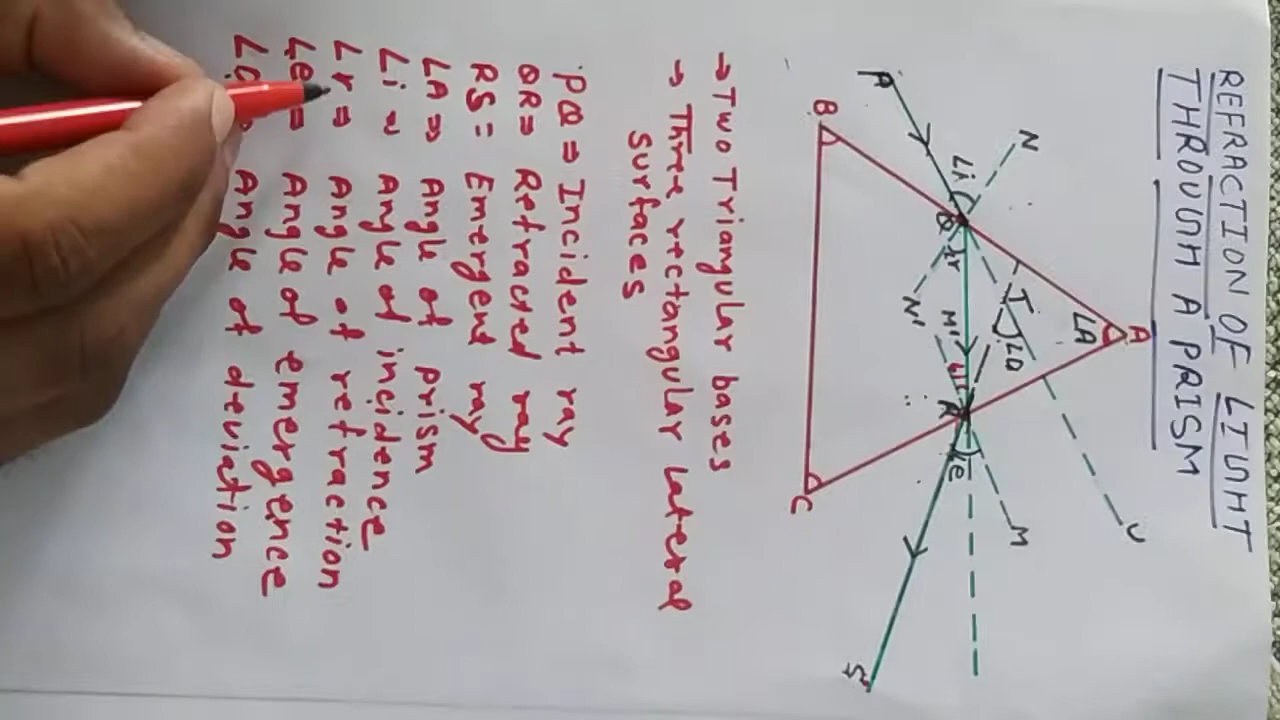 REFRACTION OF LIGHT
THROUGH A PRISM
A
∠A
N
U
T
∠D
P
∠i
Q
∠r
M'
∠r'
R
∠e
M
N'
B
C
S
→ Two Triangular bases
→ Three rectangular lateral
surfaces
PQ ⇒ Incident ray
QR ⇒ Refracted ray
RS = Emergent ray
∠A ⇒ Angle of prism
∠i ⇒ Angle of incidence
∠r ⇒ Angle of refraction
∠e = Angle of emergence
Angle of deviation